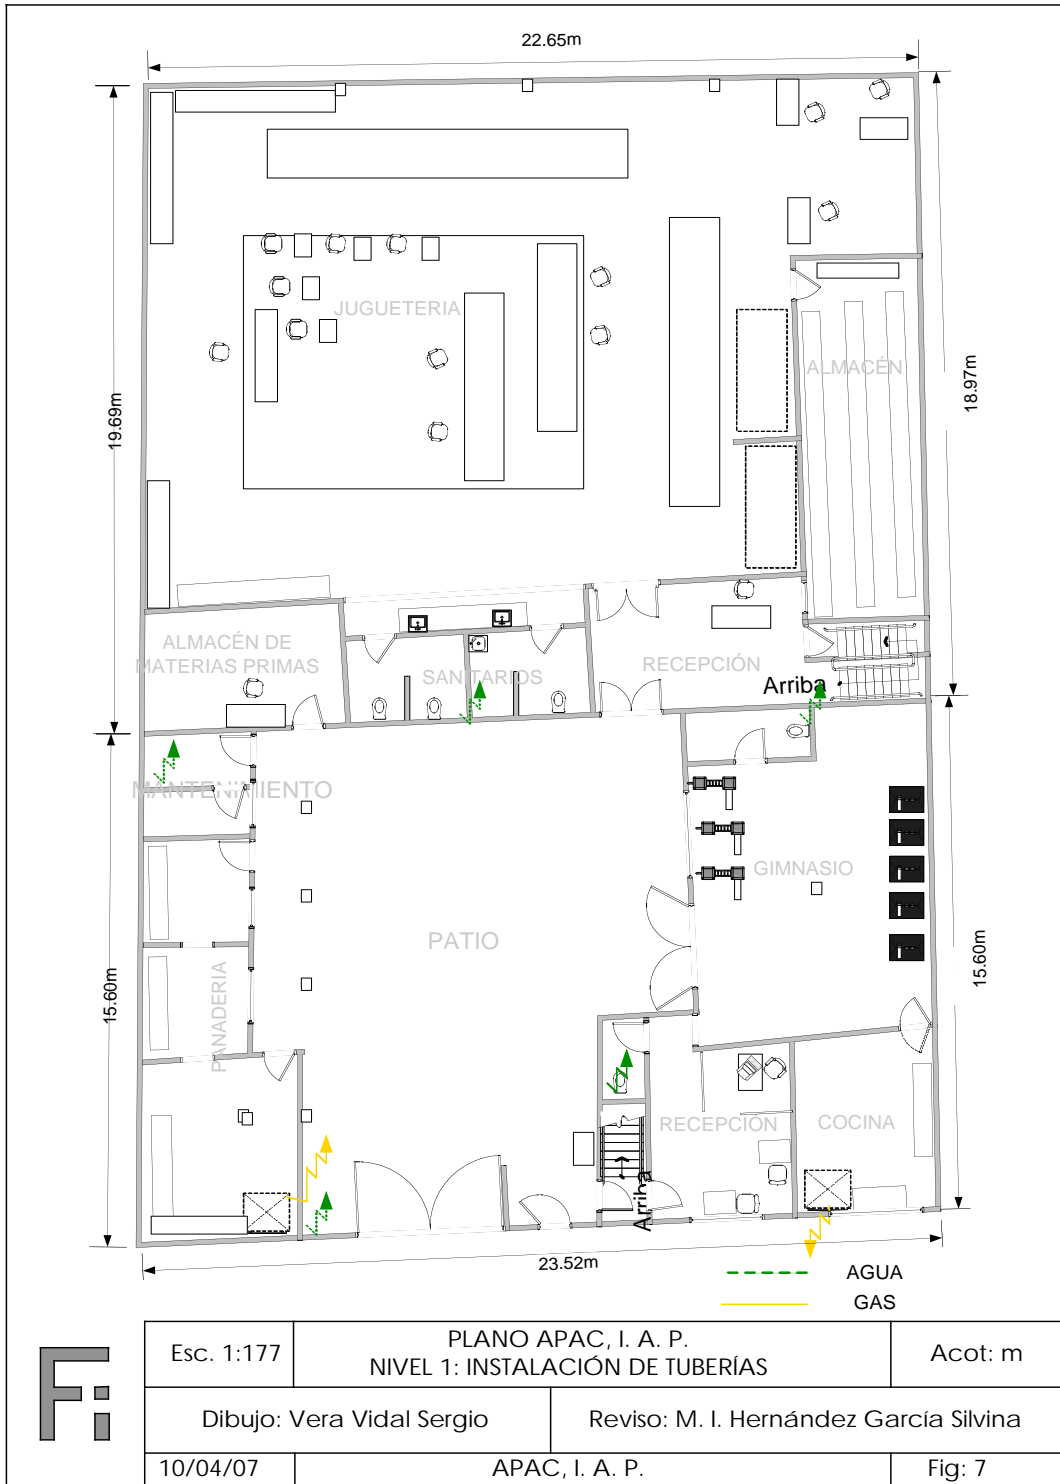 22.65m
19.69m
18.97m
JUGUETERIA
ALMACÉN
ALMACÉN DE
MATERIAS PRIMAS
SANITARIOS
RECEPCIÓN
Arriba
MANTENIMIENTO
GIMNASIO
PATIO
15.60m
15.60m
PANADERIA
RECEPCIÓN
COCINA
Arriba
23.52m
AGUA
GAS
Fi
Esc. 1:177
PLANO APAC, I. A. P.
NIVEL 1: INSTALACIÓN DE TUBERÍAS
Acot: m
Dibujo: Vera Vidal Sergio
Reviso: M. I. Hernández García Silvina
10/04/07
APAC, I. A. P.
Fig: 7